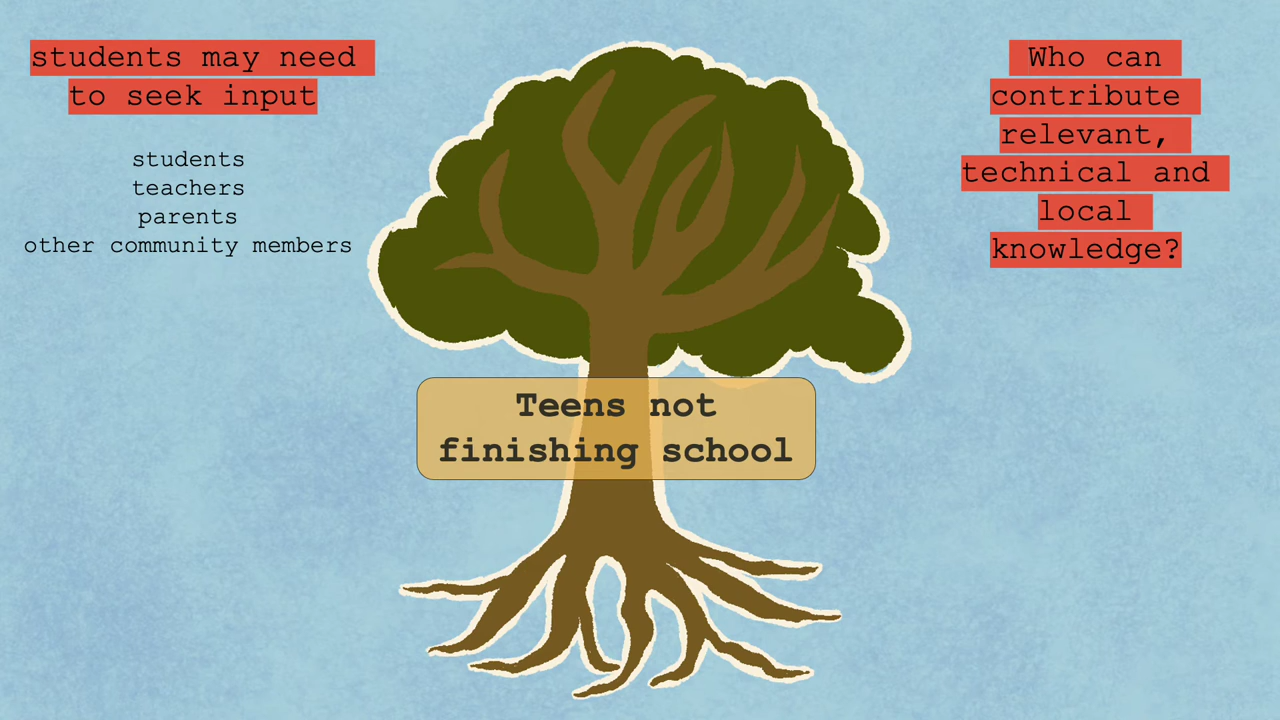 students may need
to seek input
students
teachers
parents
other community members
Who can
contribute
relevant,
technical and
local
knowledge?
Teens not
finishing school